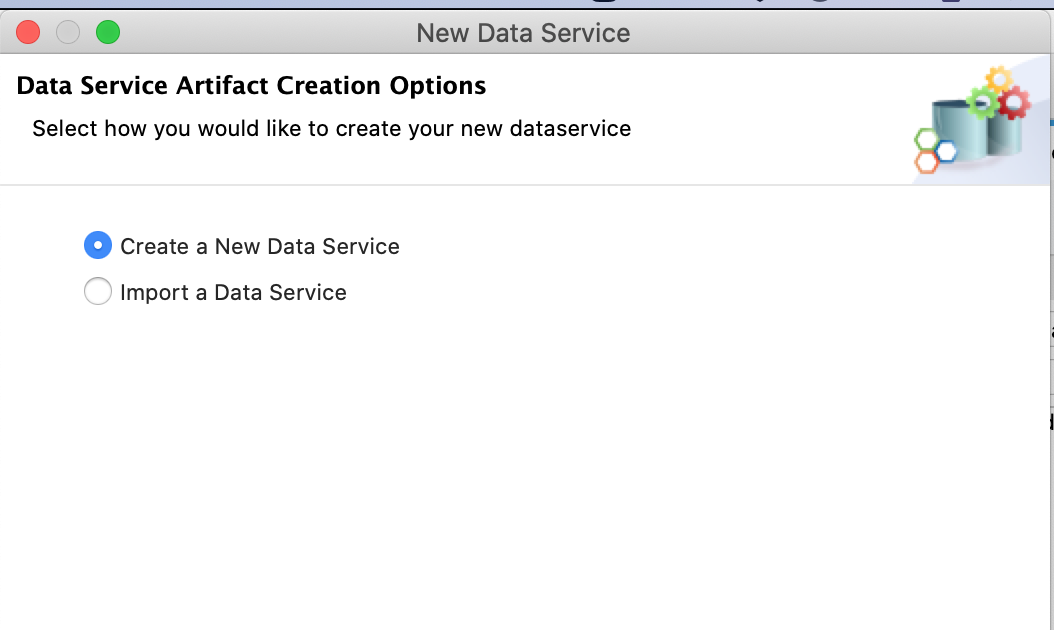 New Data Service
Data Service Artifact Creation Options
Select how you would like to create your new dataservice
Create a New Data Service
Import a Data Service